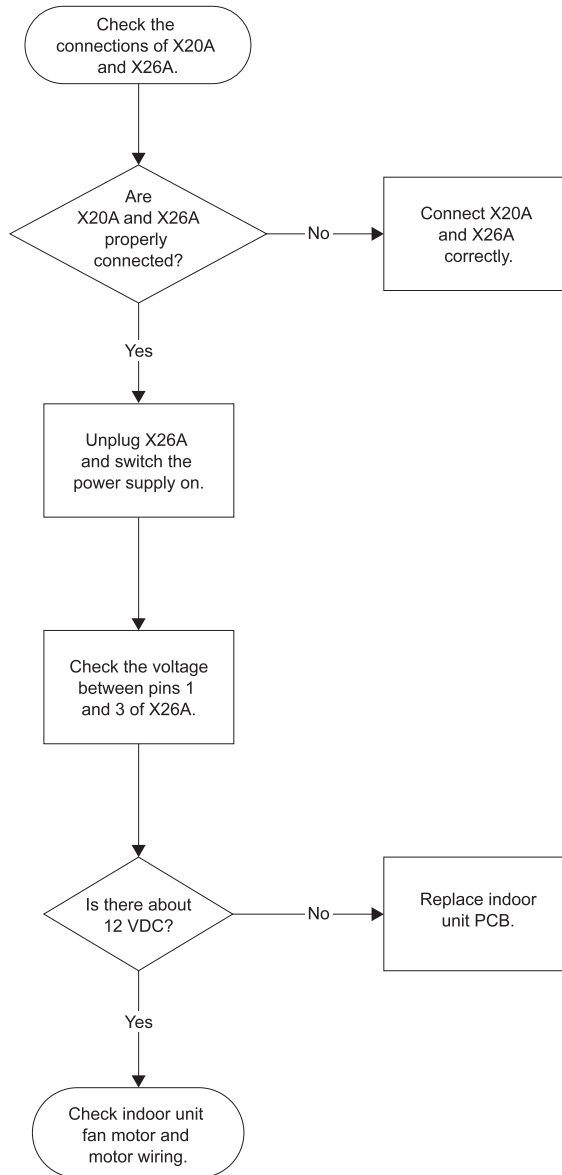 Check the
connections of X20A
and X26A.
Are
X20A and X26A
properly
connected?
No
Connect X20A
and X26A
correctly.
Yes
Unplug X26A
and switch the
power supply on.
Check the voltage
between pins 1
and 3 of X26A.
Is there about
12 VDC?
No
Replace indoor
unit PCB.
Yes
Check indoor unit
fan motor and
motor wiring.